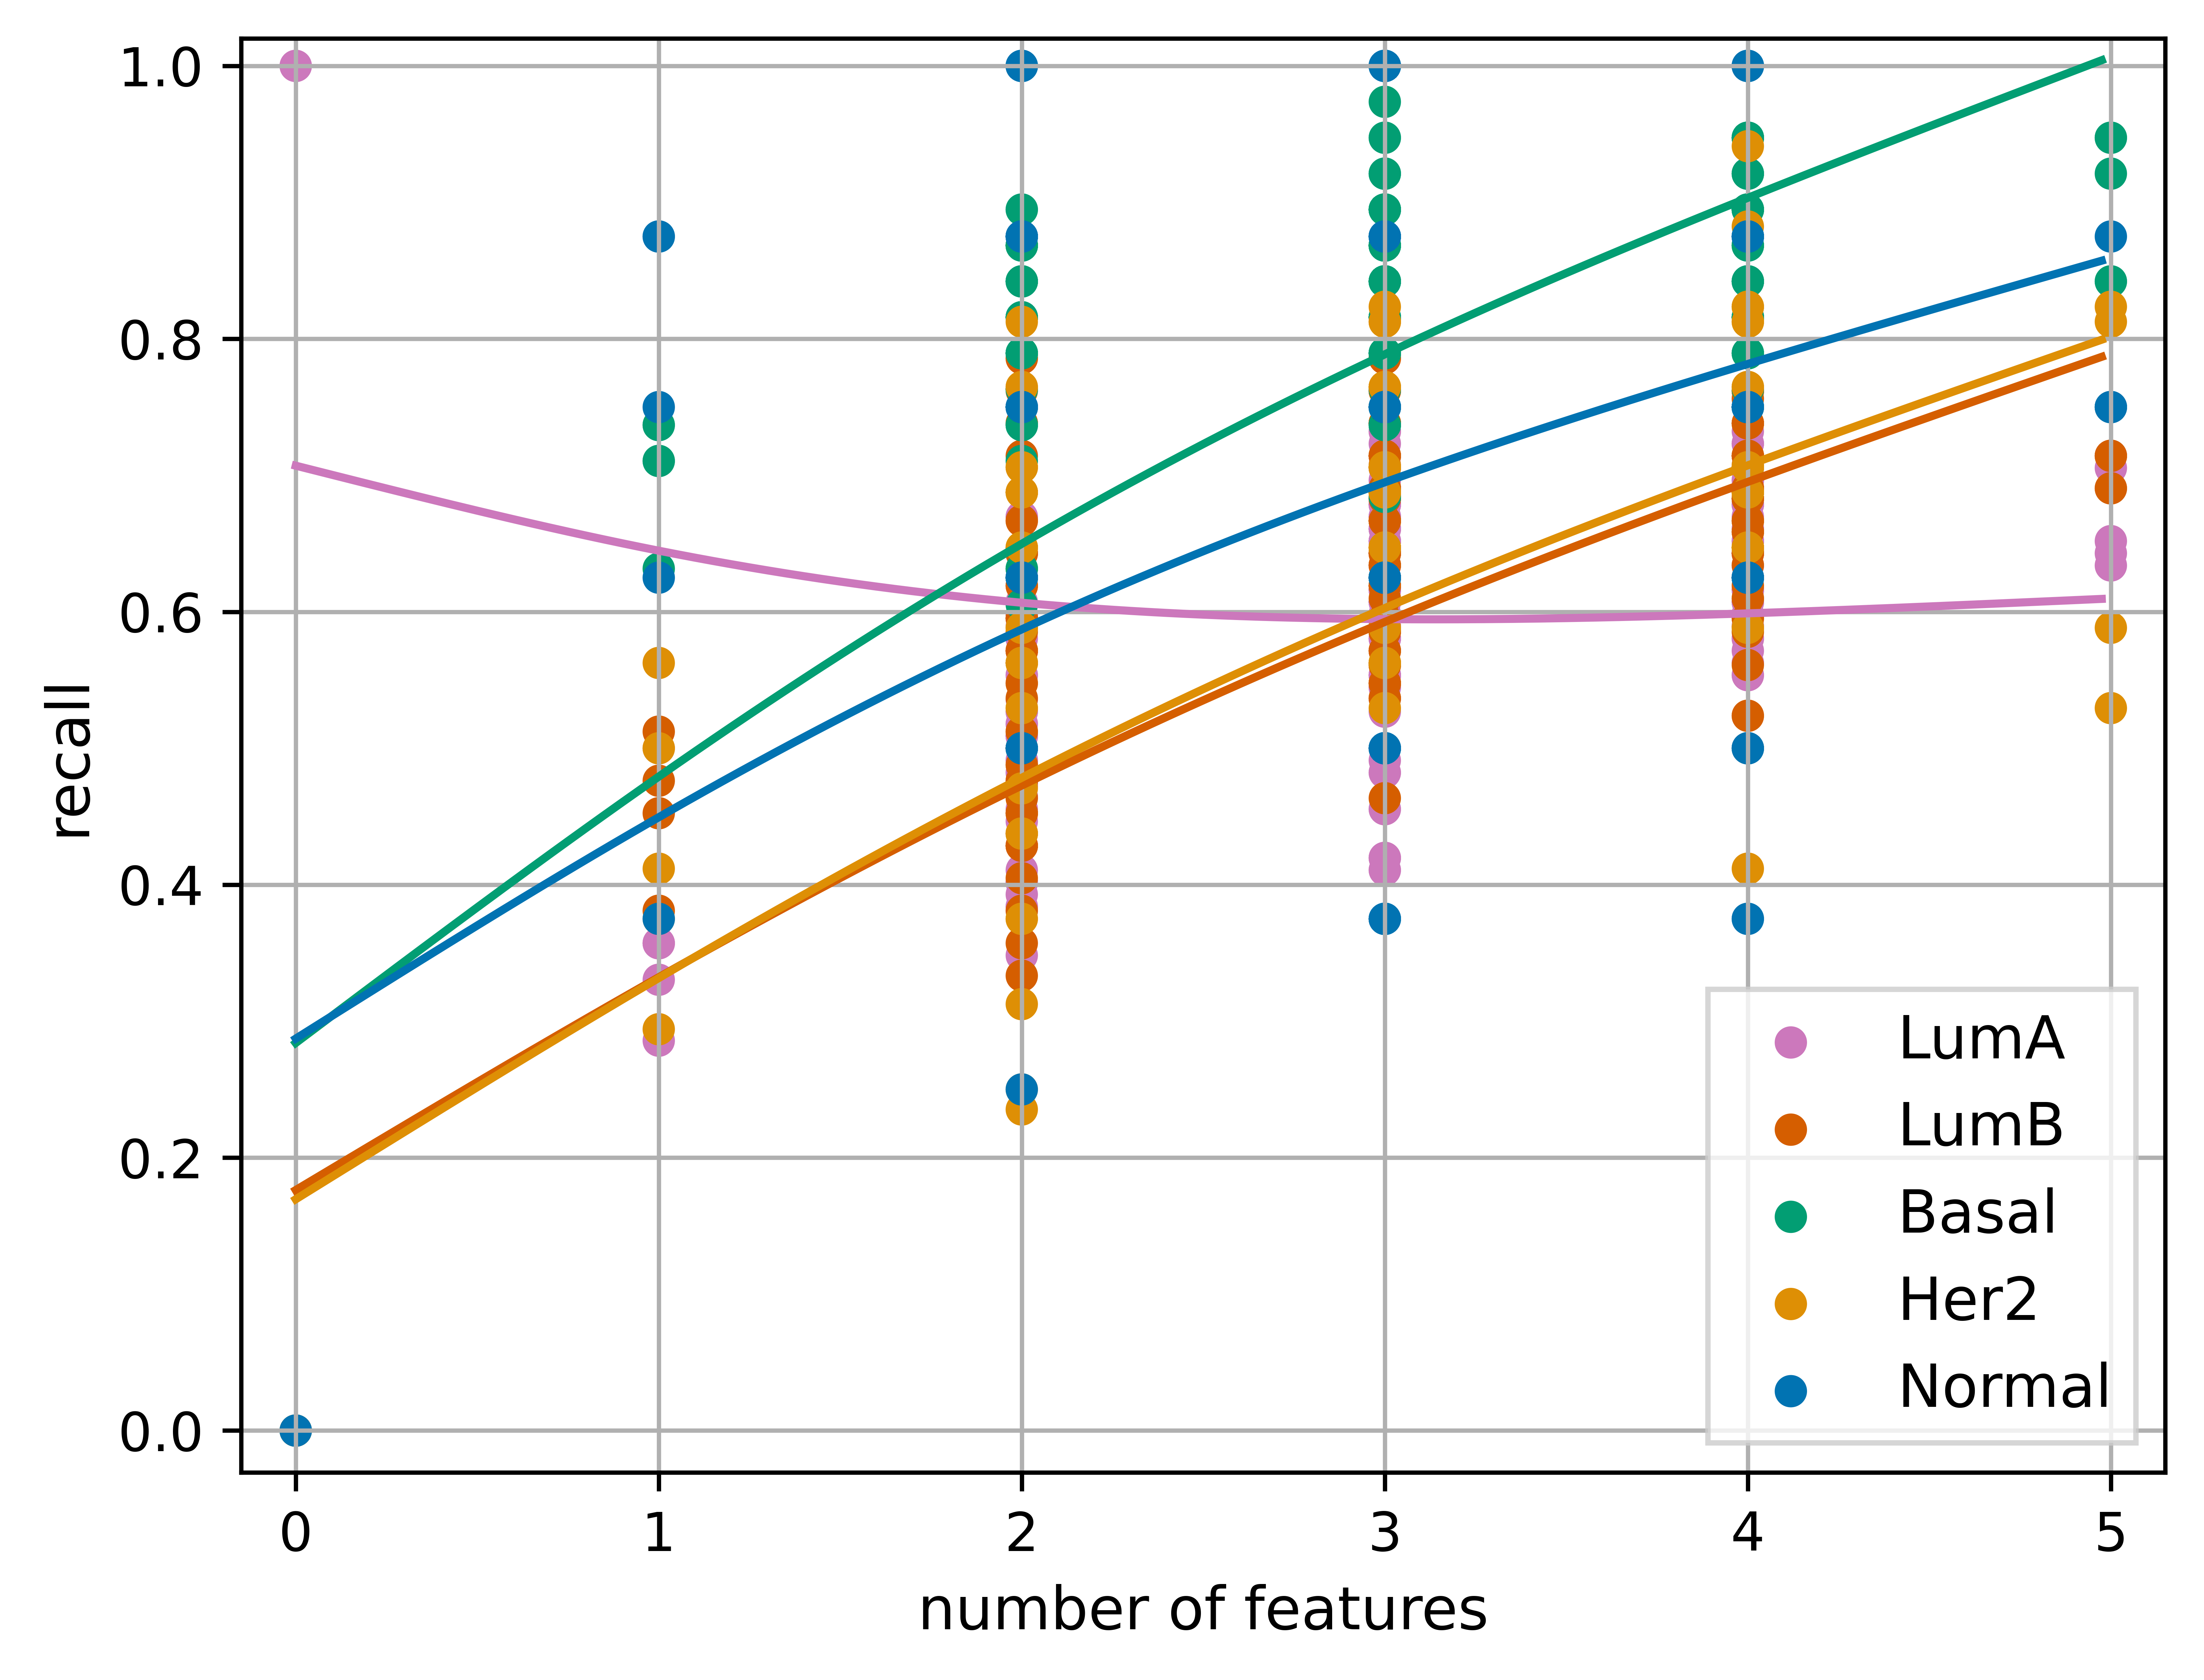 1.0
0.8
0.6
0.4
0.2
0.0
recall
0 1 2 3 4 5
number of features
LumA
LumB
Basal
Her2
Normal